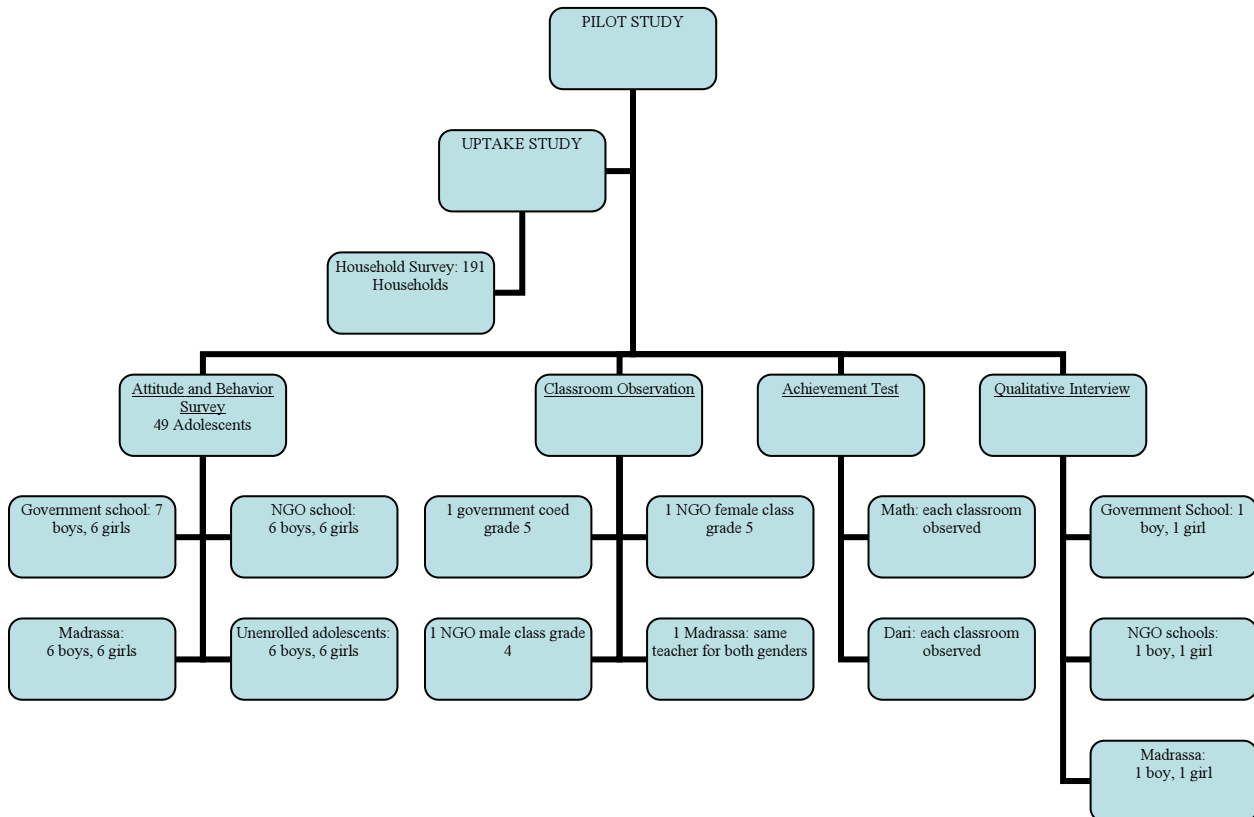 PILOT STUDY
UPTAKE STUDY
Household Survey: 191
Households
Attitude and Behavior
Survey
49 Adolescents
Classroom Observation
Achievement Test
Qualitative Interview
Government school: 7
boys, 6 girls
NGO school:
6 boys, 6 girls
1 government coed
grade 5
1 NGO female class
grade 5
Math: each classroom
observed
Government School: 1
boy, 1 girl
Madrassa:
6 boys, 6 girls
Unenrolled adolescents:
6 boys, 6 girls
1 NGO male class grade
4
1 Madrassa: same
teacher for both genders
Dari: each classroom
observed
NGO schools:
1 boy, 1 girl
Madrassa:
1 boy, 1 girl